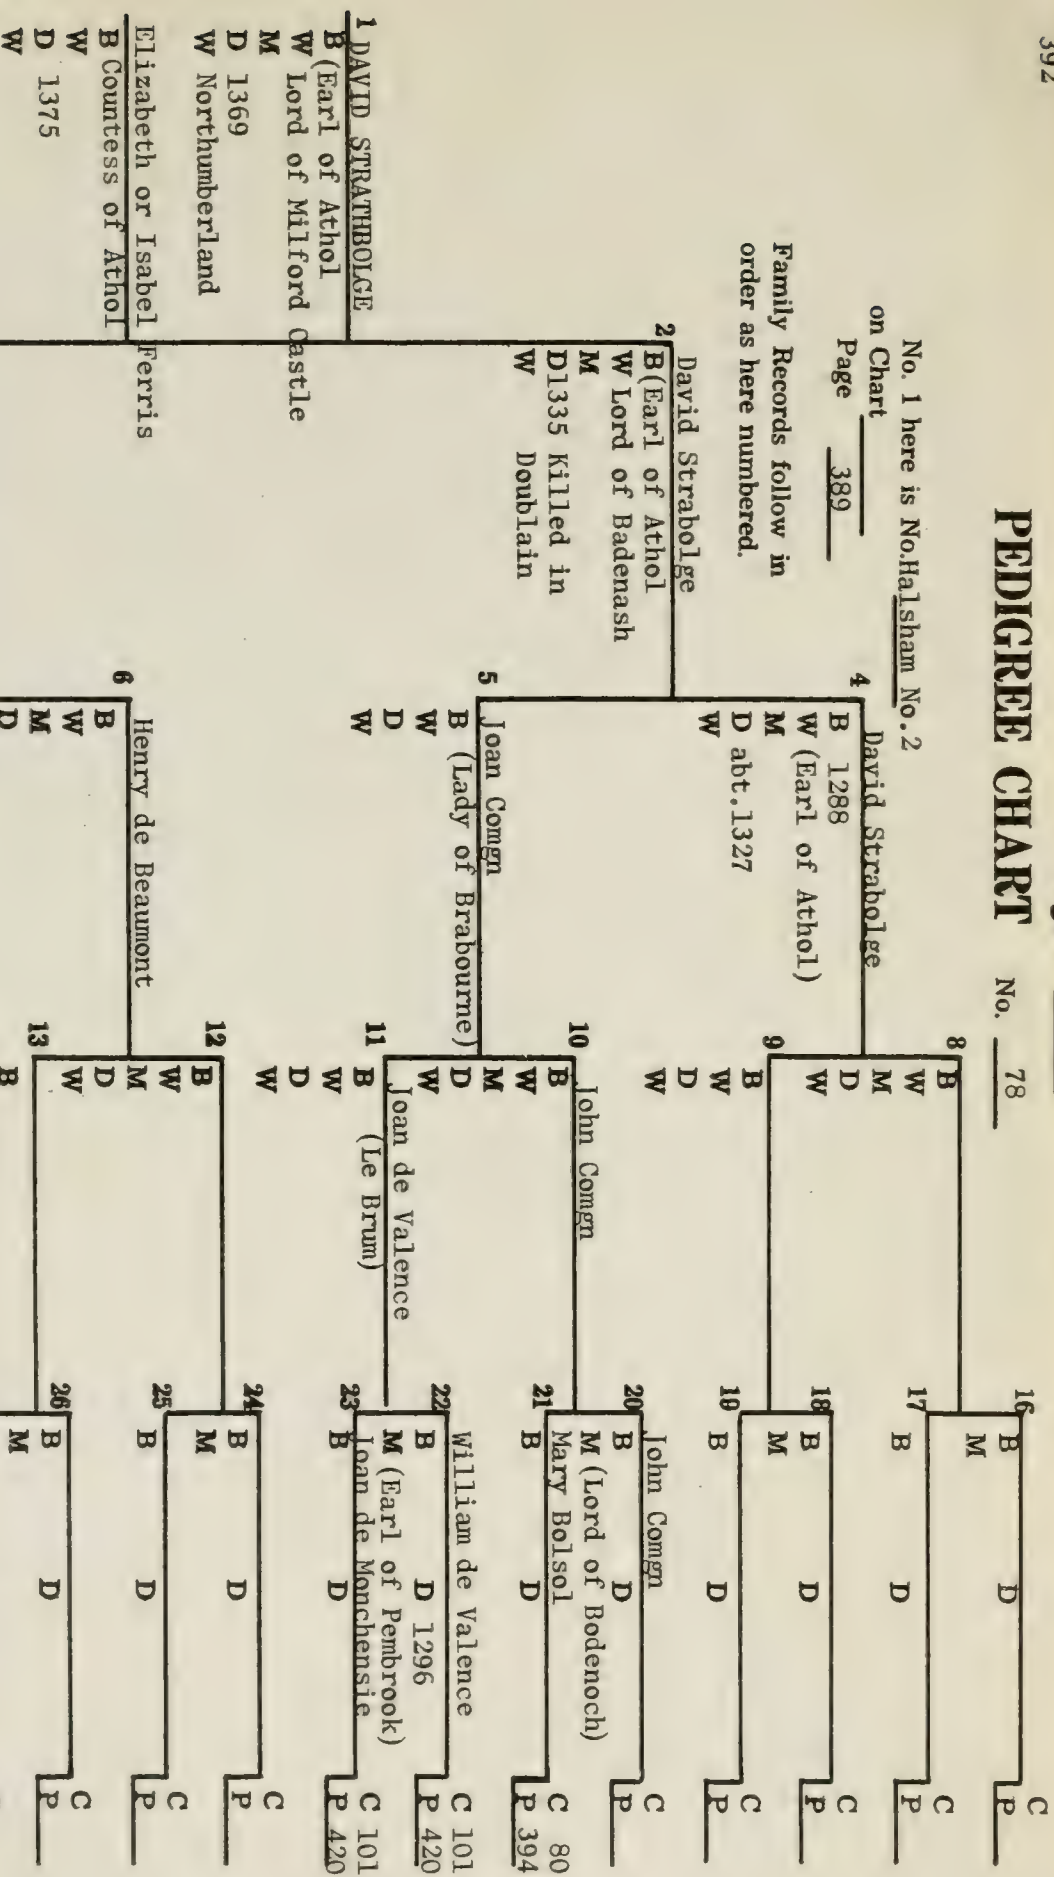 392
PEDIGREE CHART No. 78
No. 1 here is No.Halsham No.2
on Chart
Page 389
Family Records follow in
order as here numbered.
1 DAVID STRATHBOLGE
B (Earl of Athol
W Lord of Milford Castle
M
D 1369
W Northumberland
Elizabeth or Isabel Ferris
B Countess of Athol
W
D 1375
W
2 David Strabolge
B (Earl of Athol
W Lord of Badenash
M
D1335 Killed in
W Doublain
4 David Strabolge
B 1288
W (Earl of Athol)
M
D abt.1327
W
5 Joan Comgn
B (Lady of Brabourne)
W
D
W
6 Henry de Beaumont
B
W
M
D
8
B
W
M
D
W
9
B
W
D
W
10 John Comgn
B
W
M
D
W
11 Joan de Valence
B (Le Brum)
W
D
W
12
B
W
M
D
W
13
B
16
B D
M
C
P
17
B D
C
P
18
B D
M
C
P
19
B D
C
P
20 John Comgn
B D
M (Lord of Bodenoch)
C
P
21 Mary Bolsol
B D
C 80
P 394
22 William de Valence
B D 1296
M (Earl of Pembrook)
C 101
P 420
23 Joan de Monchensie
B D
C 101
P 420
24
B D
M
C
P
25
B D
C
P
26
B D
M
C
P